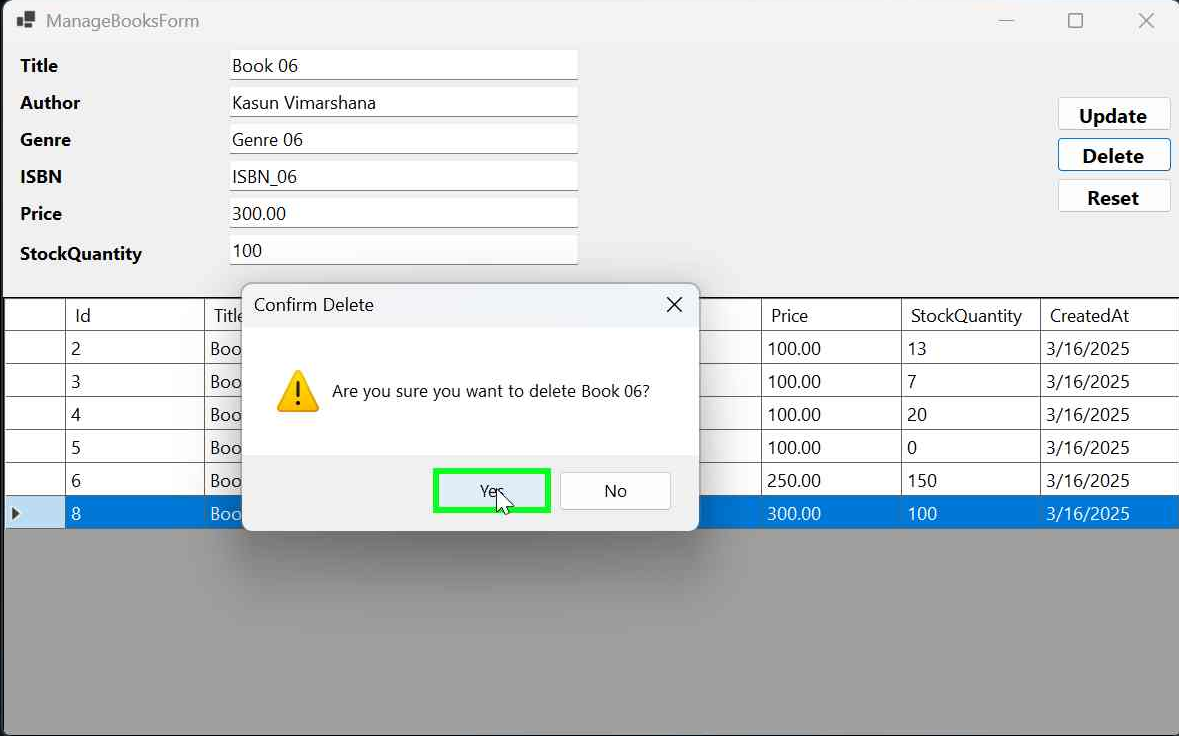 ManageBooksForm
Title Book 06
Author Kasun Vimarshana
Genre Genre 06
ISBN ISBN_06
Price 300.00
StockQuantity 100
Update
Delete
Reset
Confirm Delete
Are you sure you want to delete Book 06?
Yes No
Id Title Price StockQuantity CreatedAt
2 Boo 100.00 13 3/16/2025
3 Boo 100.00 7 3/16/2025
4 Boo 100.00 20 3/16/2025
5 Boo 100.00 0 3/16/2025
6 Boo 250.00 150 3/16/2025
8 Boo 300.00 100 3/16/2025